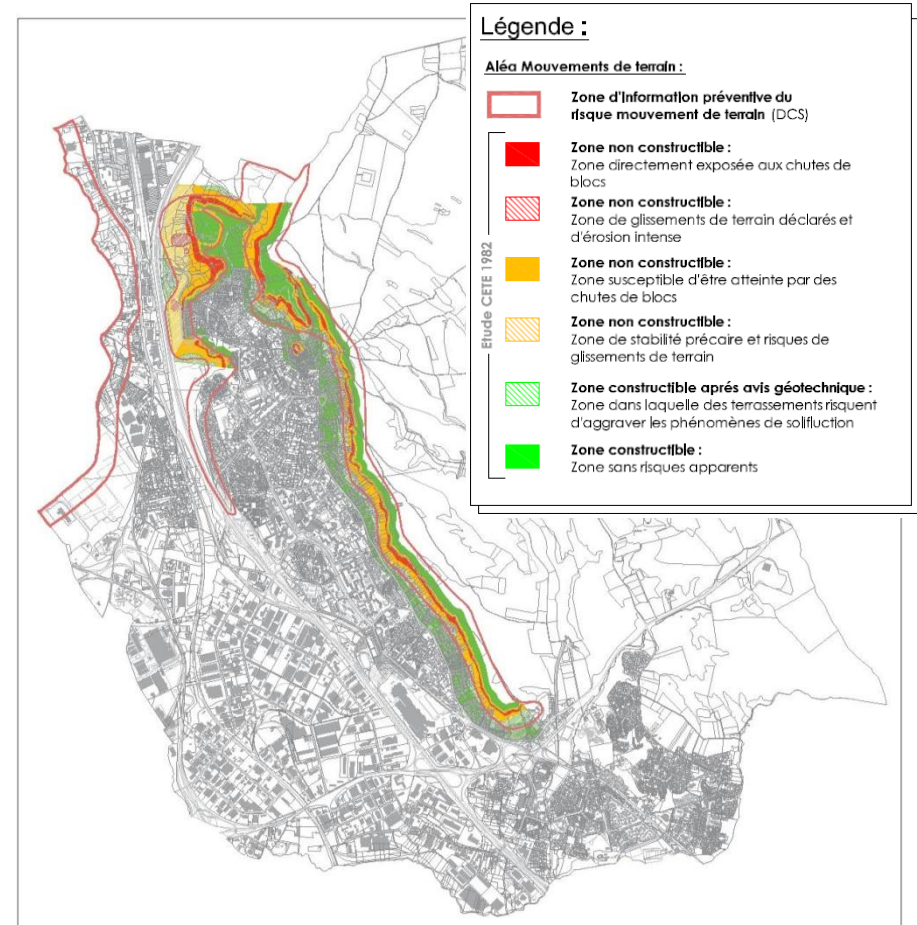 Légende :
Aléa Mouvements de terrain :
Zone d'information préventive du
risque mouvement de terrain (DCS)
Etude CETE 1982
Zone non constructible :
Zone directement exposée aux chutes de
blocs
Zone non constructible :
Zone de glissements de terrain déclarés et
d'érosion intense
Zone non constructible :
Zone susceptible d'être atteinte par des
chutes de blocs
Zone non constructible :
Zone de stabilité précaire et risques de
glissements de terrain
Zone constructible aprés avis géotechnique :
Zone dans laquelle des terrassements risquent
d'aggraver les phénomènes de solifluction
Zone constructible :
Zone sans risques apparents